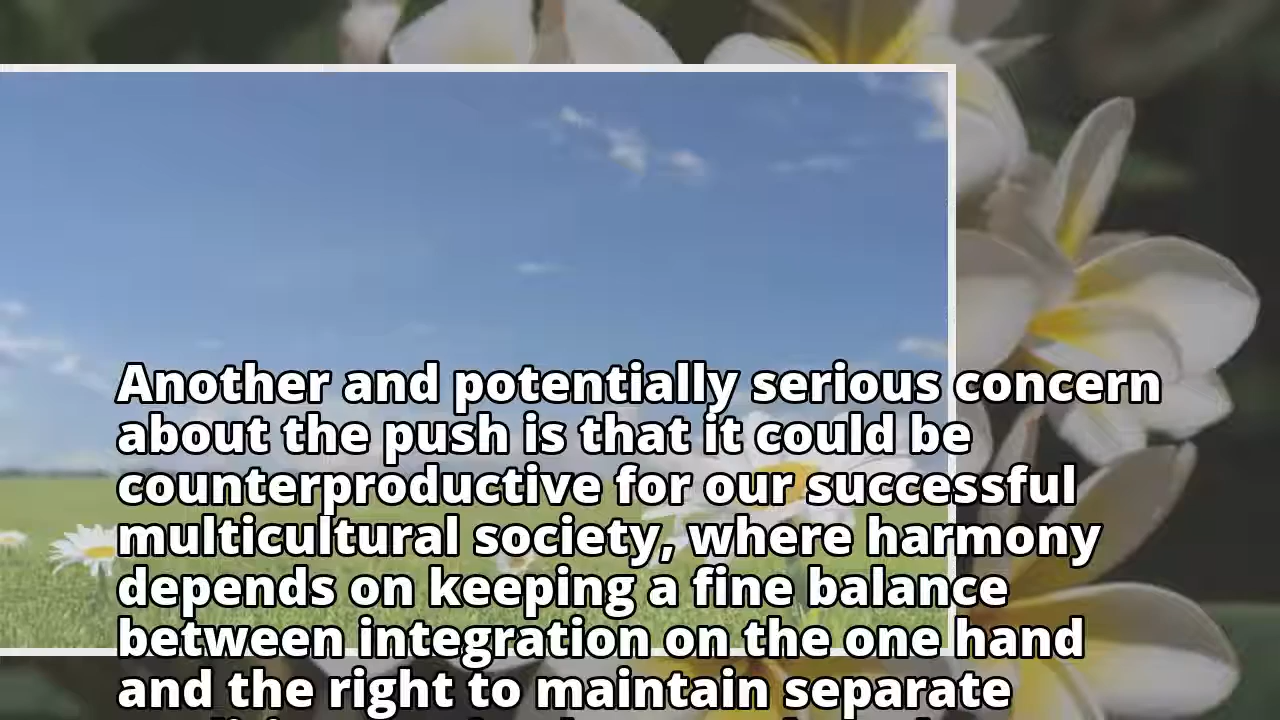 Another and potentially serious concern
about the push is that it could be
counterproductive for our successful
multicultural society, where harmony
depends on keeping a fine balance
between integration on the one hand
and the right to maintain separate